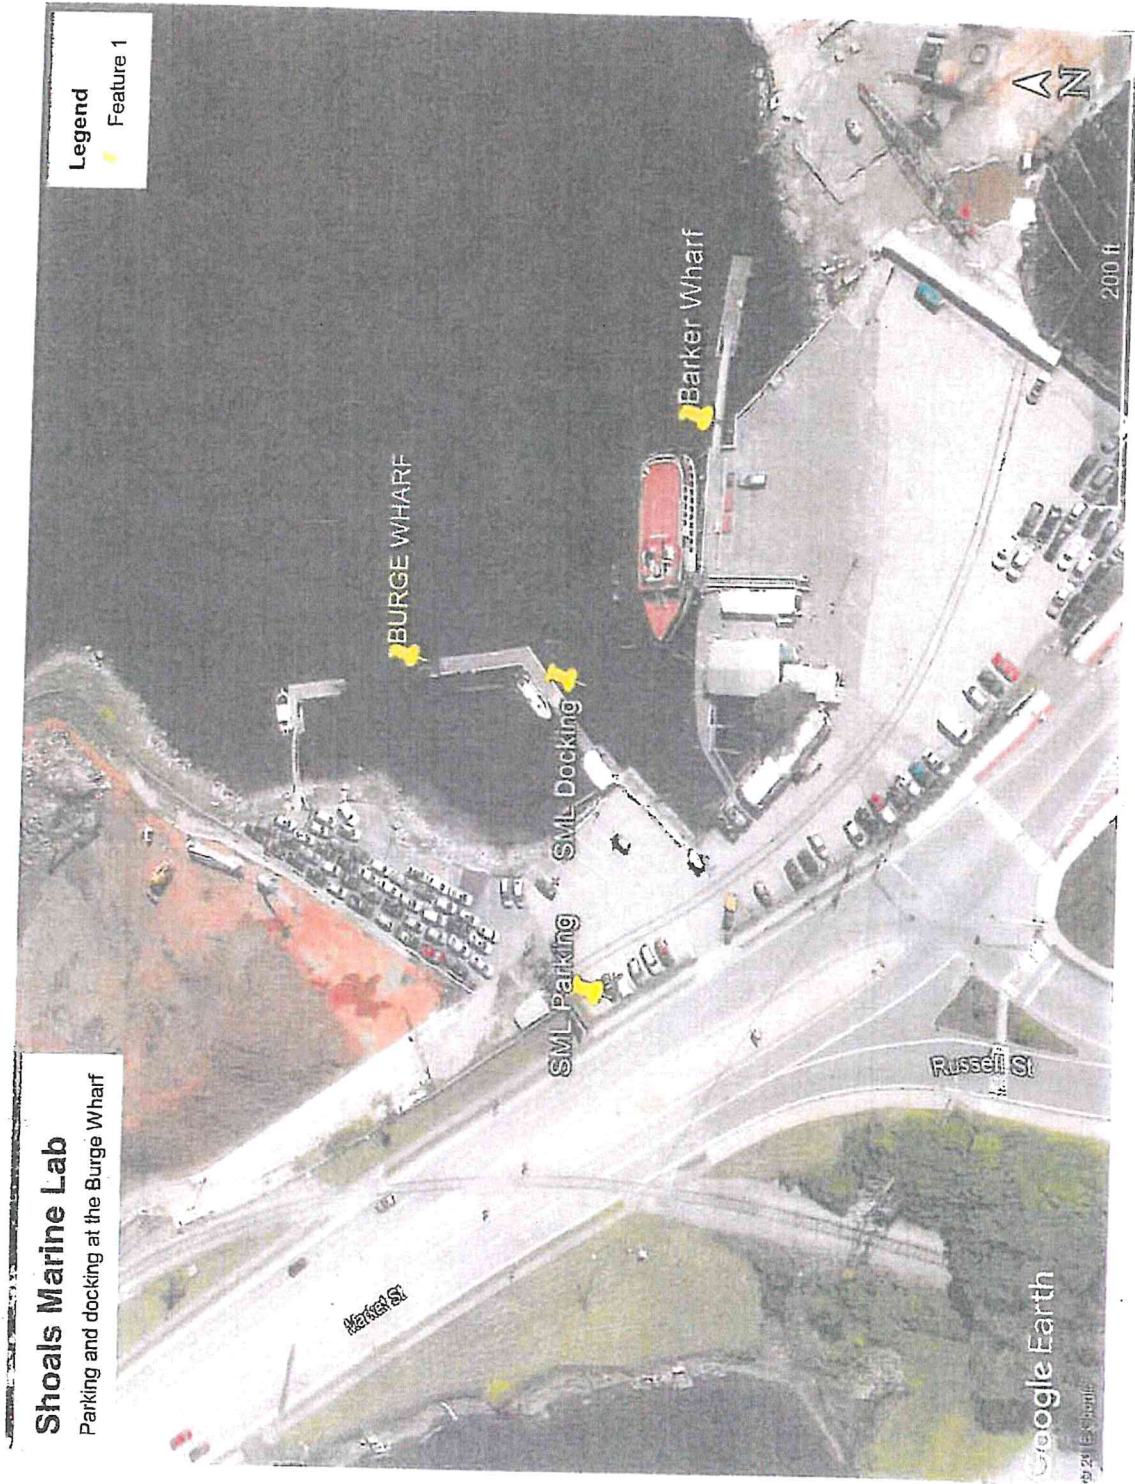 Shoals Marine Lab
Parking and docking at the Burge Wharf
Legend
Feature 1
BURGE WHARF
SML Parking
SML Docking
Barker Wharf
Market St
Russell St
Google Earth
200 ft
N